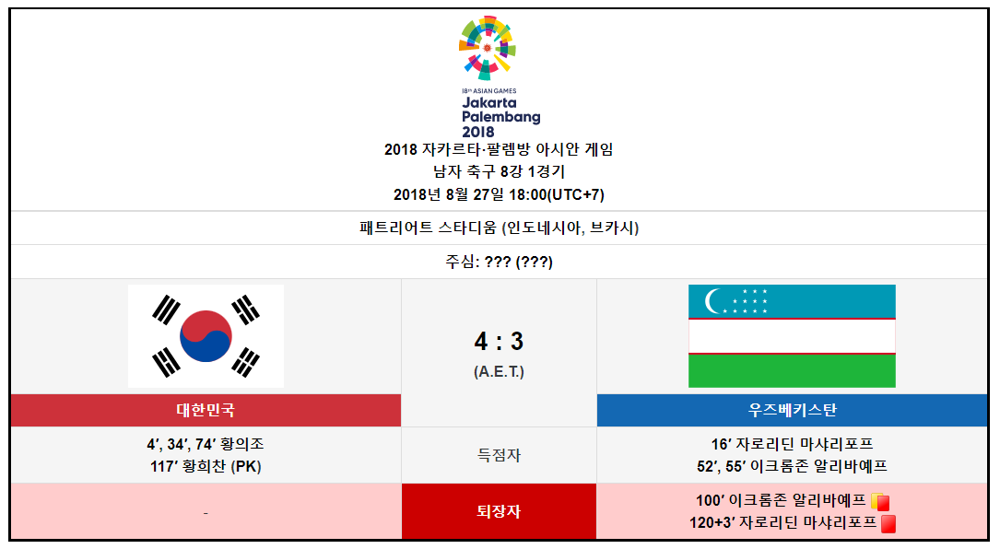 18th ASIAN GAMES
Jakarta
Palembang
2018
2018 자카르타·팔렘방 아시안 게임
남자 축구 8강 1경기
2018년 8월 27일 18:00(UTC+7)
패트리어트 스타디움 (인도네시아, 브카시)
주심: ??? (???)
4 : 3
(A.E.T.)
대한민국
우즈베키스탄
4′, 34′, 74′ 황의조
117′ 황희찬 (PK)
득점자
16′ 자로리딘 마샤리포프
52′, 55′ 이크롬존 알리바예프
-
퇴장자
100′ 이크롬존 알리바예프
120+3′ 자로리딘 마샤리포프